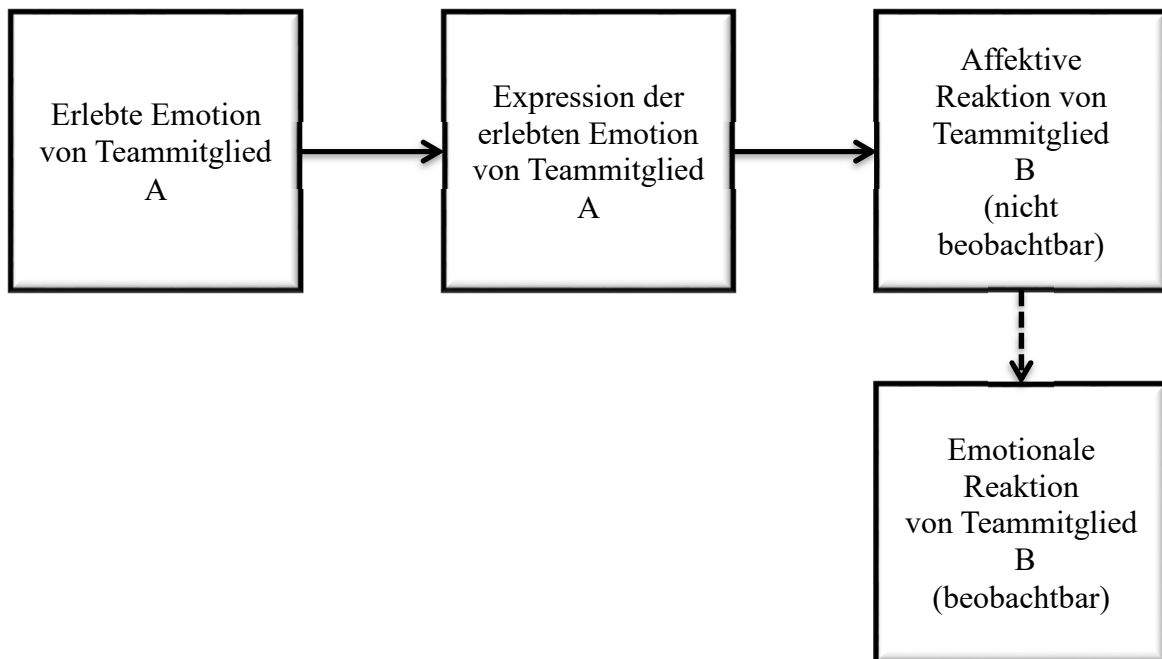 Erlebte Emotion
von Teammitglied
A
Expression der
erlebten Emotion
von Teammitglied
A
Affektive
Reaktion von
Teammitglied
B
(nicht
beobachtbar)
Emotionale
Reaktion
von Teammitglied
B
(beobachtbar)